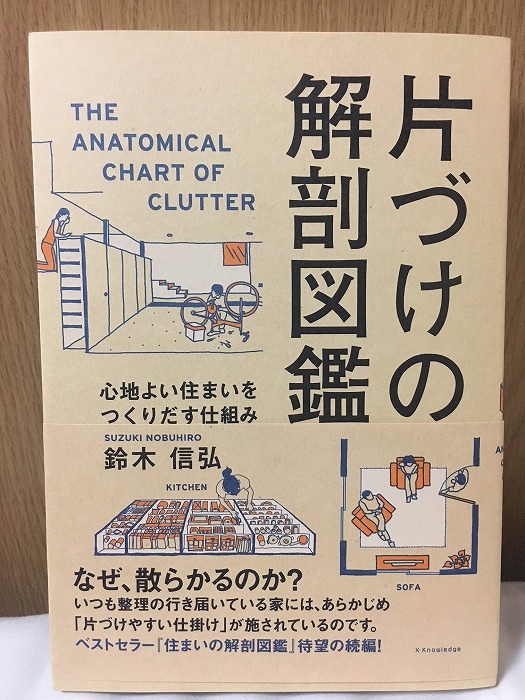 片づけの
解剖図鑑
THE
ANATOMICAL
CHART OF
CLUTTER
心地よい住まいを
つくりだす仕組み
SUZUKI NOBUHIRO
鈴木 信弘
KITCHEN
SOFA
なぜ、散らかるのか?
いつも整理の行き届いている家には、あらかじめ
「片づけやすい仕掛け」が施されているのです。
ベストセラー『住まいの解剖図鑑』待望の続編!
X-Knowledge